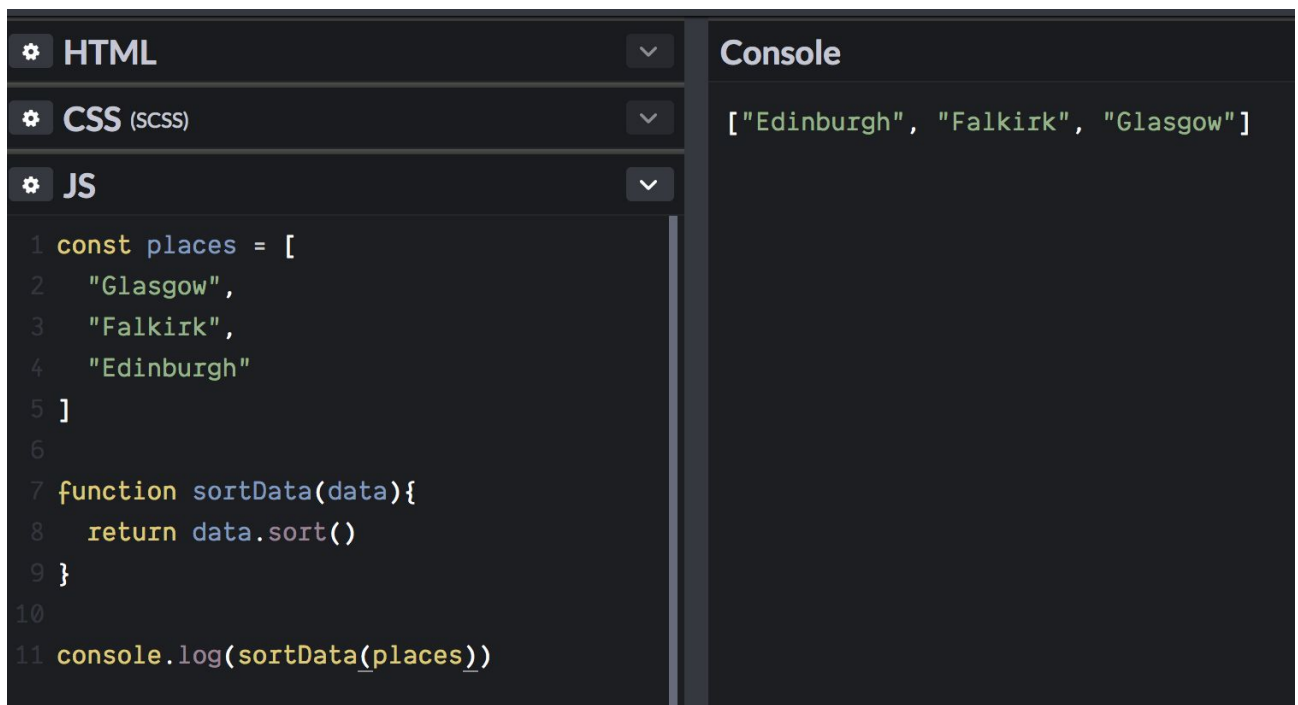 HTML
CSS (SCSS)
JS
1 const places = [
2   "Glasgow",
3   "Falkirk",
4   "Edinburgh"
5 ]
6
7 function sortData(data){
8   return data.sort()
9 }
10
11 console.log(sortData(places))
Console
["Edinburgh", "Falkirk", "Glasgow"]